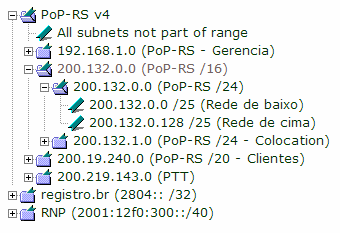 PoP-RS v4
All subnets not part of range
192.168.1.0 (PoP-RS - Gerencia)
200.132.0.0 (PoP-RS /16)
200.132.0.0 (PoP-RS /24)
200.132.0.0 /25 (Rede de baixo)
200.132.0.128 /25 (Rede de cima)
200.132.1.0 (PoP-RS /24 - Colocation)
200.19.240.0 (PoP-RS /20 - Clientes)
200.219.143.0 (PTT)
registro.br (2804:: /32)
RNP (2001:12f0:300::/40)